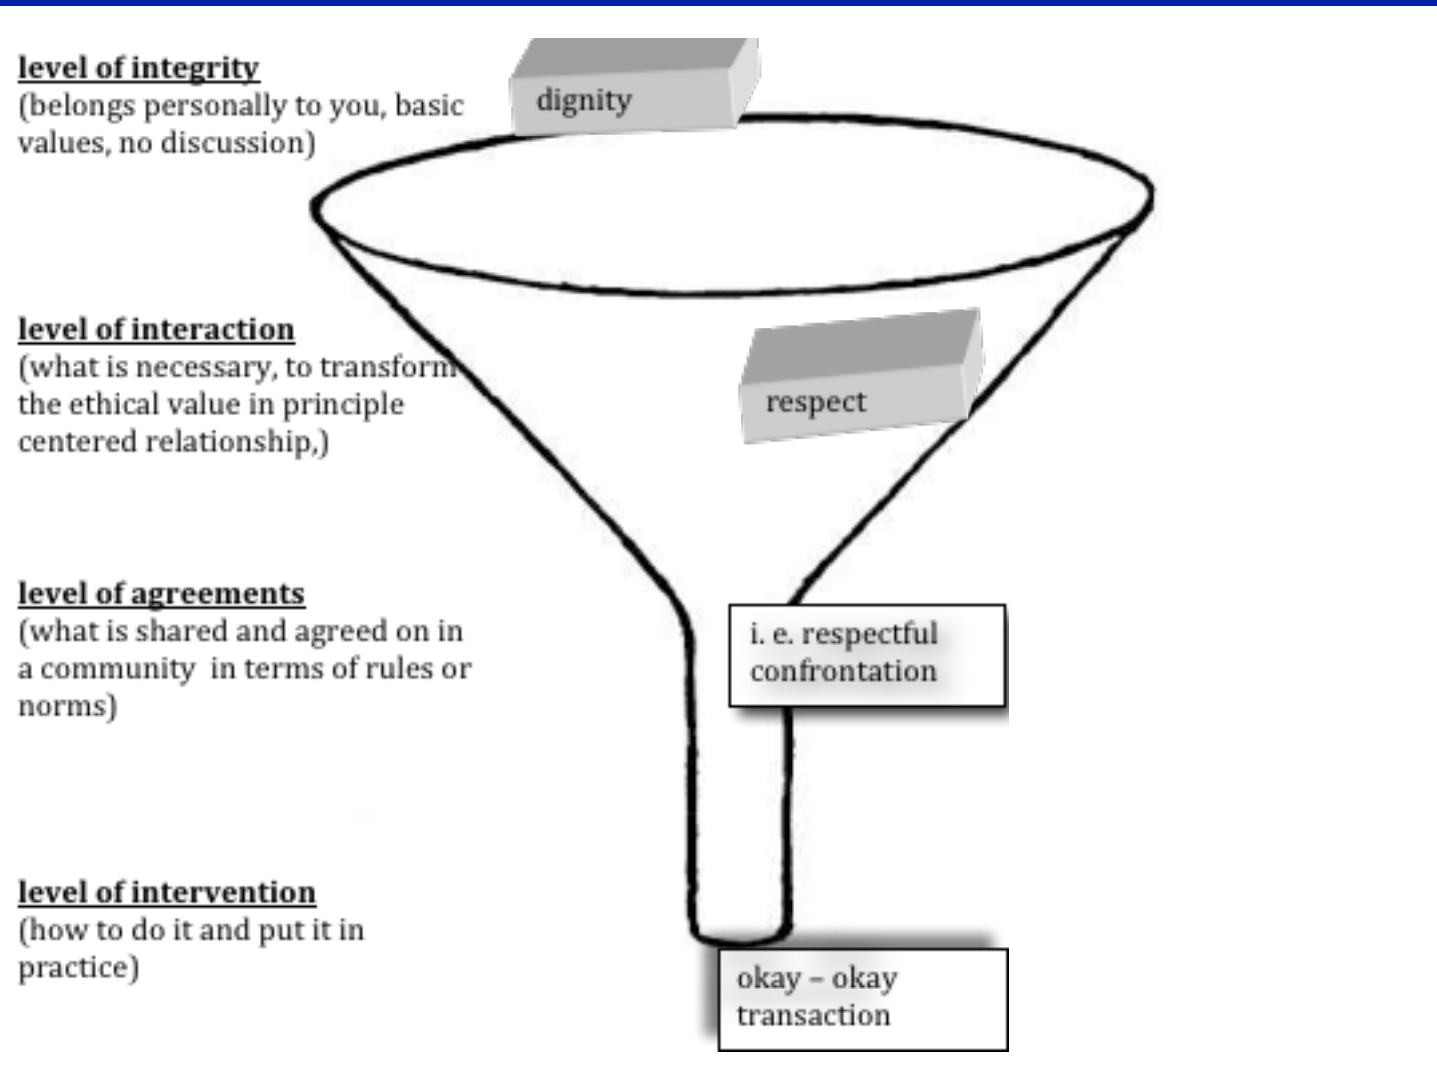 level of integrity
(belongs personally to you, basic
values, no discussion)
dignity
level of interaction
(what is necessary, to transform
the ethical value in principle
centered relationship,)
respect
level of agreements
(what is shared and agreed on in
a community  in terms of rules or
norms)
i. e. respectful
confrontation
level of intervention
(how to do it and put it in
practice)
okay – okay
transaction